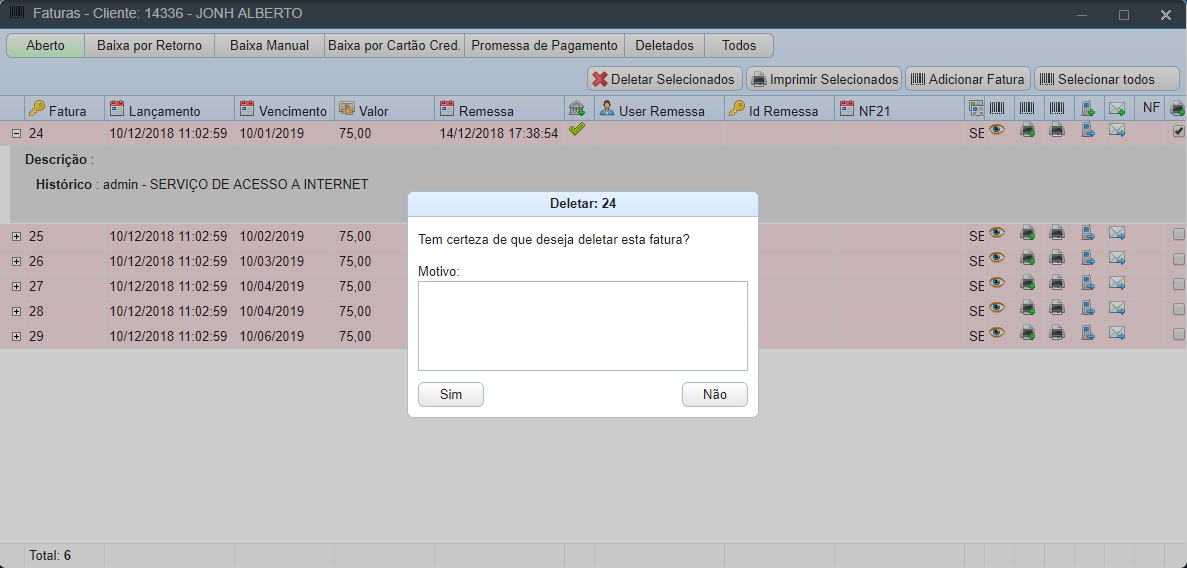 Faturas - Cliente: 14336 - JONH ALBERTO
Aberto Baixa por Retorno Baixa Manual Baixa por Cartão Cred. Promessa de Pagamento Deletados Todos
Deletar Selecionados Imprimir Selecionados Adicionar Fatura Selecionar todos
Fatura Lançamento Vencimento Valor Remessa User Remessa Id Remessa NF21 NF
24 10/12/2018 11:02:59 10/01/2019 75,00 14/12/2018 17:38:54 SE
Descrição :
Histórico : admin - SERVIÇO DE ACESSO A INTERNET
25 10/12/2018 11:02:59 10/02/2019 75,00 SE
26 10/12/2018 11:02:59 10/03/2019 75,00 SE
27 10/12/2018 11:02:59 10/04/2019 75,00 SE
28 10/12/2018 11:02:59 10/04/2019 75,00 SE
29 10/12/2018 11:02:59 10/06/2019 75,00 SE
Deletar: 24
Tem certeza de que deseja deletar esta fatura?
Motivo:
Sim Não
Total: 6